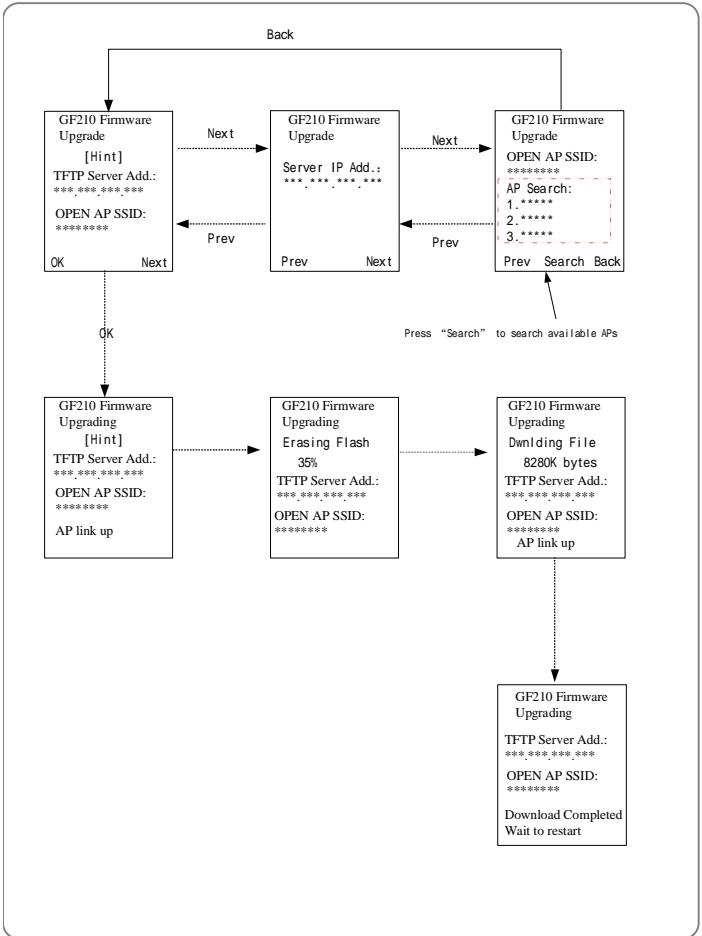 Back
GF210 Firmware
Upgrade
[Hint]
TFTP Server Add.:
***.***.***.***
OPEN AP SSID:
********
OK Next
Next
Prev
GF210 Firmware
Upgrade
Server IP Add.:
***.***.***.***
Prev Next
Next
Prev
GF210 Firmware
Upgrade
OPEN AP SSID:
********
AP Search:
1.*****
2.*****
3.*****
Prev Search Back
Press “Search” to search available APs
OK
GF210 Firmware
Upgrading
[Hint]
TFTP Server Add.:
***.***.***.***
OPEN AP SSID:
********
AP link up
GF210 Firmware
Upgrading
Erasing Flash
35%
TFTP Server Add.:
***.***.***.***
OPEN AP SSID:
********
GF210 Firmware
Upgrading
Dwnlding File
8280K bytes
TFTP Server Add.:
***.***.***.***
OPEN AP SSID:
********
AP link up
GF210 Firmware
Upgrading
TFTP Server Add.:
***.***.***.***
OPEN AP SSID:
********
Download Completed
Wait to restart